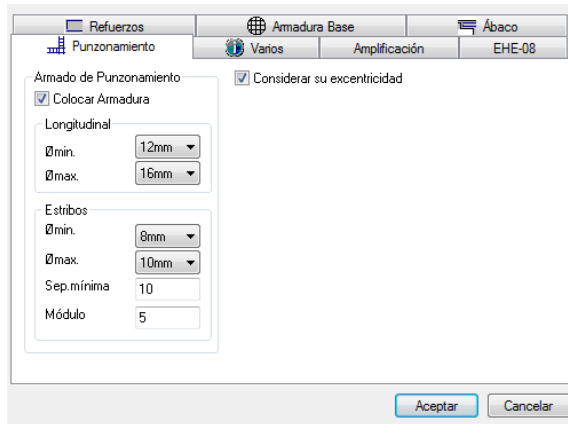 Refuerzos Armadura Base Ábaco
Punzonamiento Varios Amplificación EHE-08
Armado de Punzonamiento Considerar su excentricidad
Colocar Armadura
Longitudinal
Ømin. 12mm
Ømax. 16mm
Estribos
Ømin. 8mm
Ømax. 10mm
Sep.mínima 10
Módulo 5
Aceptar Cancelar